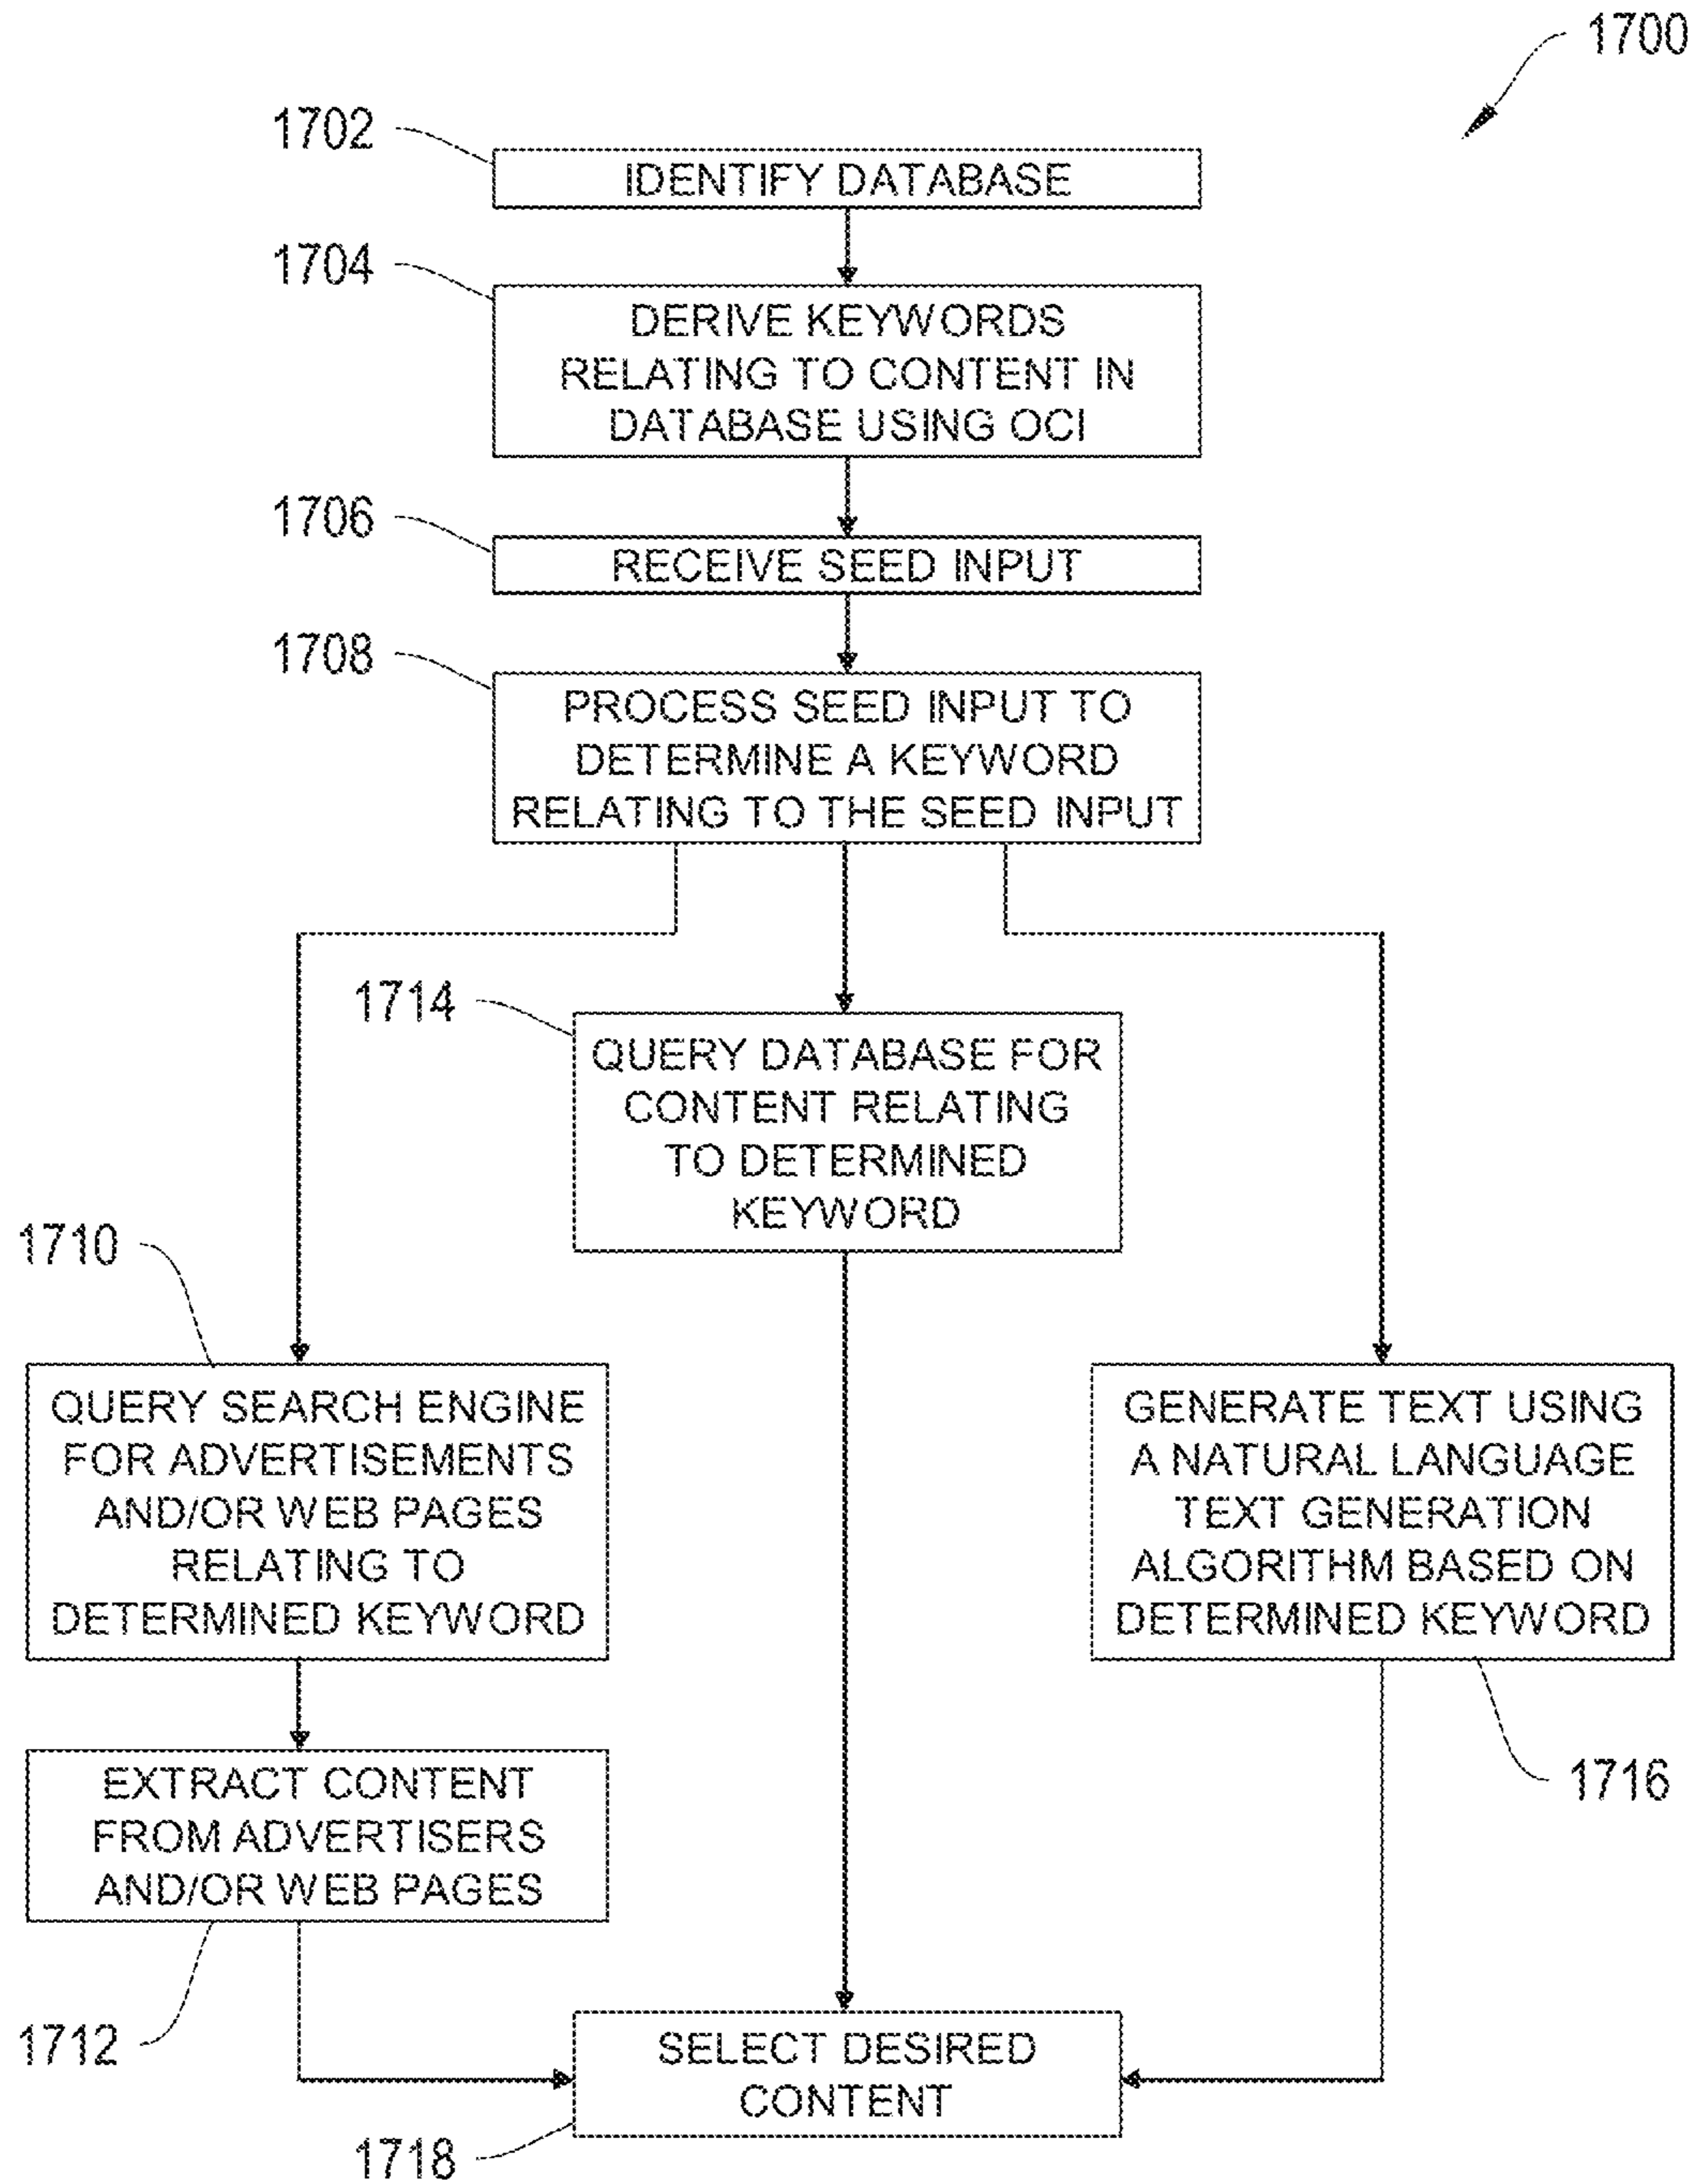 1700
1702
IDENTIFY DATABASE
1704
DERIVE KEYWORDS
RELATING TO CONTENT IN
DATABASE USING OCI
1706
RECEIVE SEED INPUT
1708
PROCESS SEED INPUT TO
DETERMINE A KEYWORD
RELATING TO THE SEED INPUT
1714
QUERY DATABASE FOR
CONTENT RELATING
TO DETERMINED
KEYWORD
1710
QUERY SEARCH ENGINE
FOR ADVERTISEMENTS
AND/OR WEB PAGES
RELATING TO
DETERMINED KEYWORD
GENERATE TEXT USING
A NATURAL LANGUAGE
TEXT GENERATION
ALGORITHM BASED ON
DETERMINED KEYWORD
1716
EXTRACT CONTENT
FROM ADVERTISERS
AND/OR WEB PAGES
1712
SELECT DESIRED
CONTENT
1718